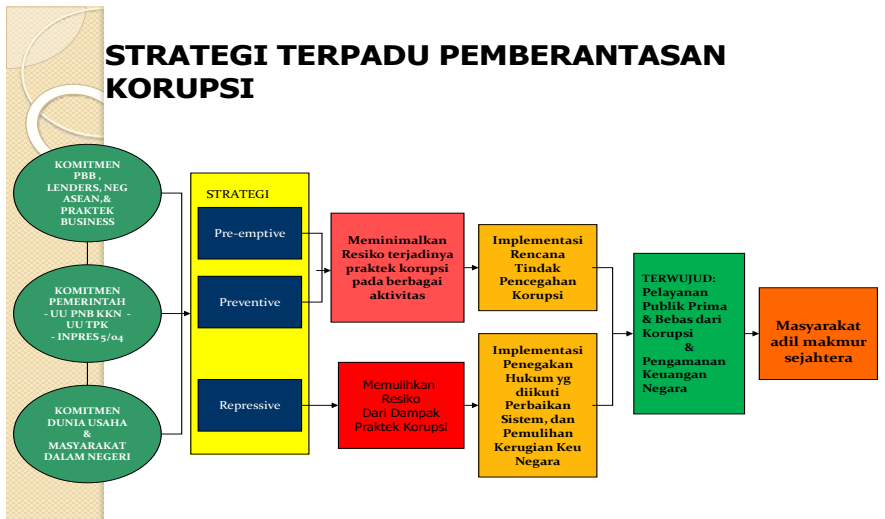 STRATEGI TERPADU PEMBERANTASAN
KORUPSI
KOMITMEN
PBB ,
LENDERS, NEG
ASEAN,&
PRAKTEK
BUSINESS
KOMITMEN
PEMERINTAH
- UU PNB KKN -
UU TPK
- INPRES 5/04
KOMITMEN
DUNIA USAHA
&
MASYARAKAT
DALAM NEGERI
STRATEGI
Pre-emptive
Preventive
Repressive
Meminimalkan
Resiko terjadinya
praktek korupsi
pada berbagai
aktivitas
Memulihkan
Resiko
Dari Dampak
Praktek Korupsi
Implementasi
Rencana
Tindak
Pencegahan
Korupsi
Implementasi
Penegakan
Hukum yg
diikuti
Perbaikan
Sistem, dan
Pemulihan
Kerugian Keu
Negara
TERWUJUD:
Pelayanan
Publik Prima
& Bebas dari
Korupsi
&
Pengamanan
Keuangan
Negara
Masyarakat
adil makmur
sejahtera